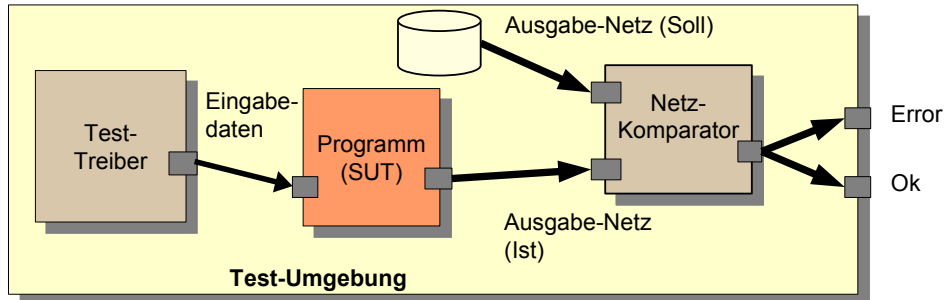 Ausgabe-Netz (Soll)
Eingabe-
daten
Test-
Treiber
Programm
(SUT)
Netz-
Komparator
Error
Ok
Ausgabe-Netz
(Ist)
Test-Umgebung